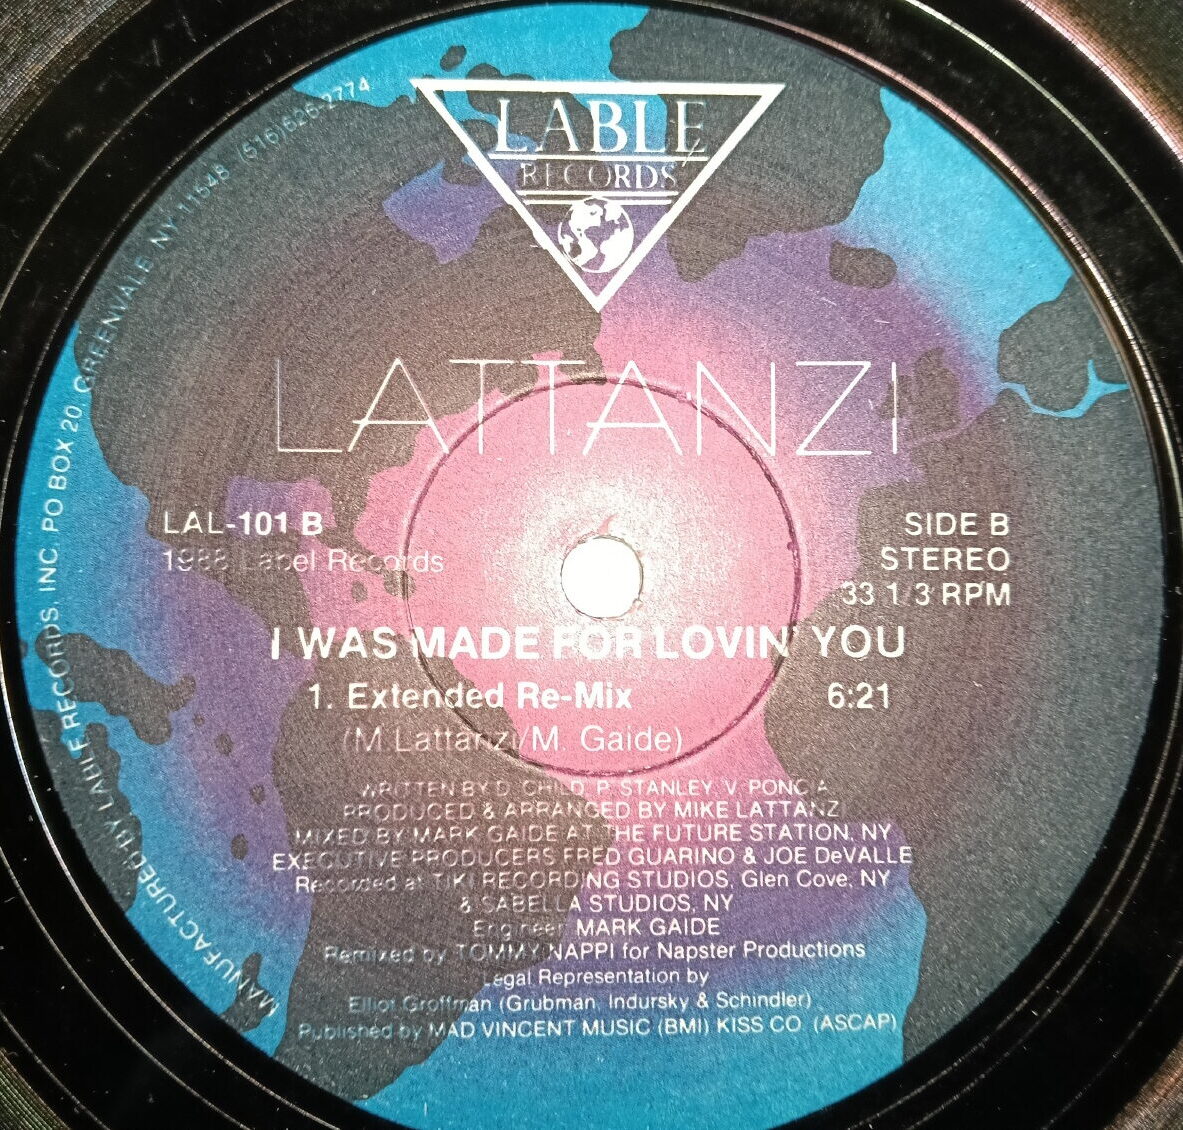 LABLE
RECORDS
LATTANZI
LAL-101 B
1988 Label Records
SIDE B
STEREO
33 1/3 RPM
I WAS MADE FOR LOVIN' YOU
1. Extended Re-Mix 6:21
(M.Lattanzi/M. Gaide)
WRITTEN BY D. CHILD, P. STANLEY, V. PONCIA
PRODUCED & ARRANGED BY MIKE LATTANZI
MIXED BY MARK GAIDE AT THE FUTURE STATION, NY
EXECUTIVE PRODUCERS FRED GUARINO & JOE DeVALLE
Recorded at TIKI RECORDING STUDIOS, Glen Cove, NY
& SABELLA STUDIOS, NY
Engineer MARK GAIDE
Remixed by TOMMY NAPPI for Napster Productions
Legal Representation by
Elliot Groffman (Grubman, Indursky & Schindler)
Published by MAD VINCENT MUSIC (BMI) KISS CO. (ASCAP)
MANUFACTURED BY LABLE RECORDS, INC. PO BOX 20, GREENVALE NY 11548 (516)626-2774